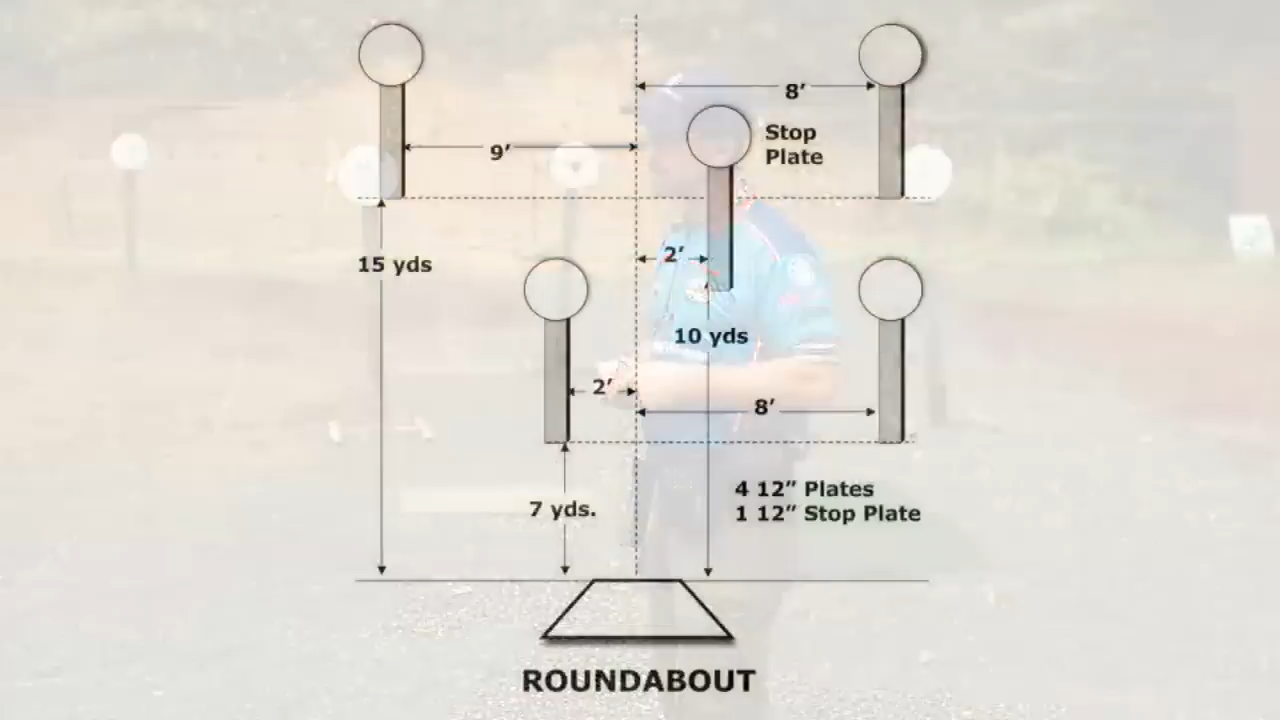 8′
Stop
Plate
9′
2′
15 yds
10 yds
2′
8′
4 12″ Plates
1 12″ Stop Plate
7 yds.
ROUNDABOUT